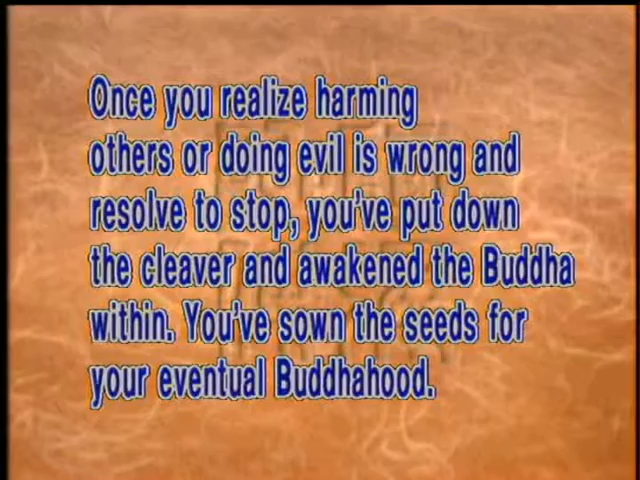 Once you realize harming
others or doing evil is wrong and
resolve to stop, you've put down
the cleaver and awakened the Buddha
within. You've sown the seeds for
your eventual Buddhahood.